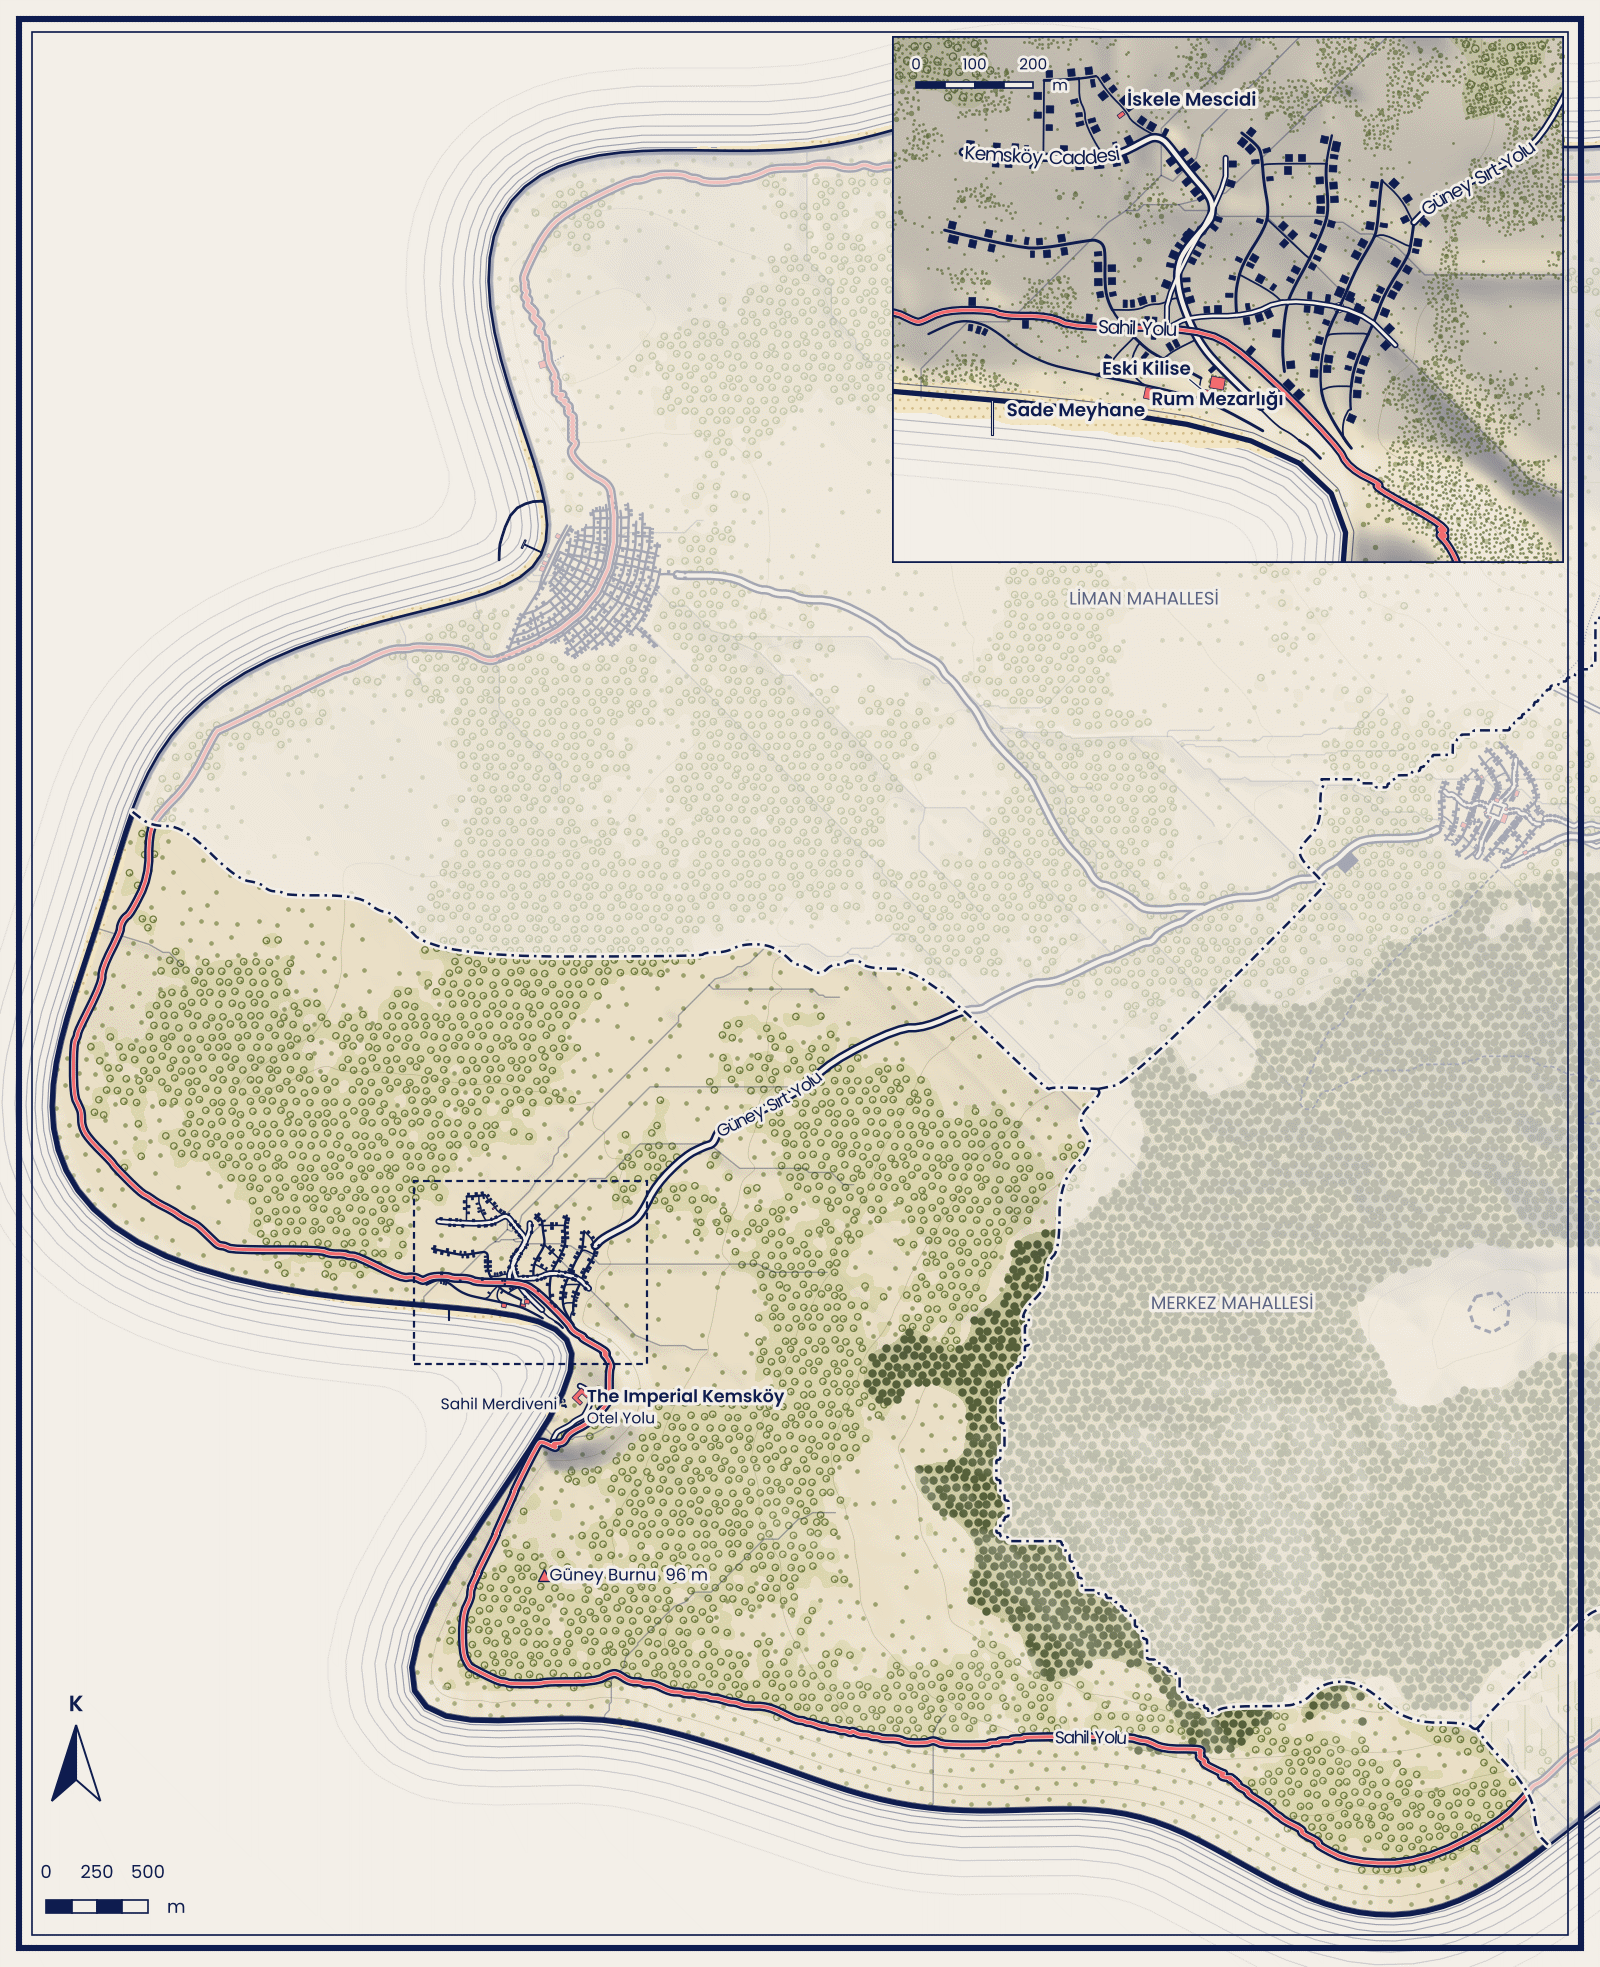 0 100 200
m
İskele Mescidi
Kemsköy Caddesi
Güney Sırt Yolu
Sahil Yolu
Eski Kilise
Rum Mezarlığı
Sade Meyhane
LİMAN MAHALLESİ
Güney Sırt Yolu
MERKEZ MAHALLESİ
The Imperial Kemsköy
Sahil Merdiveni
Otel Yolu
Güney Burnu 96 m
K
Sahil Yolu
0 250 500
m